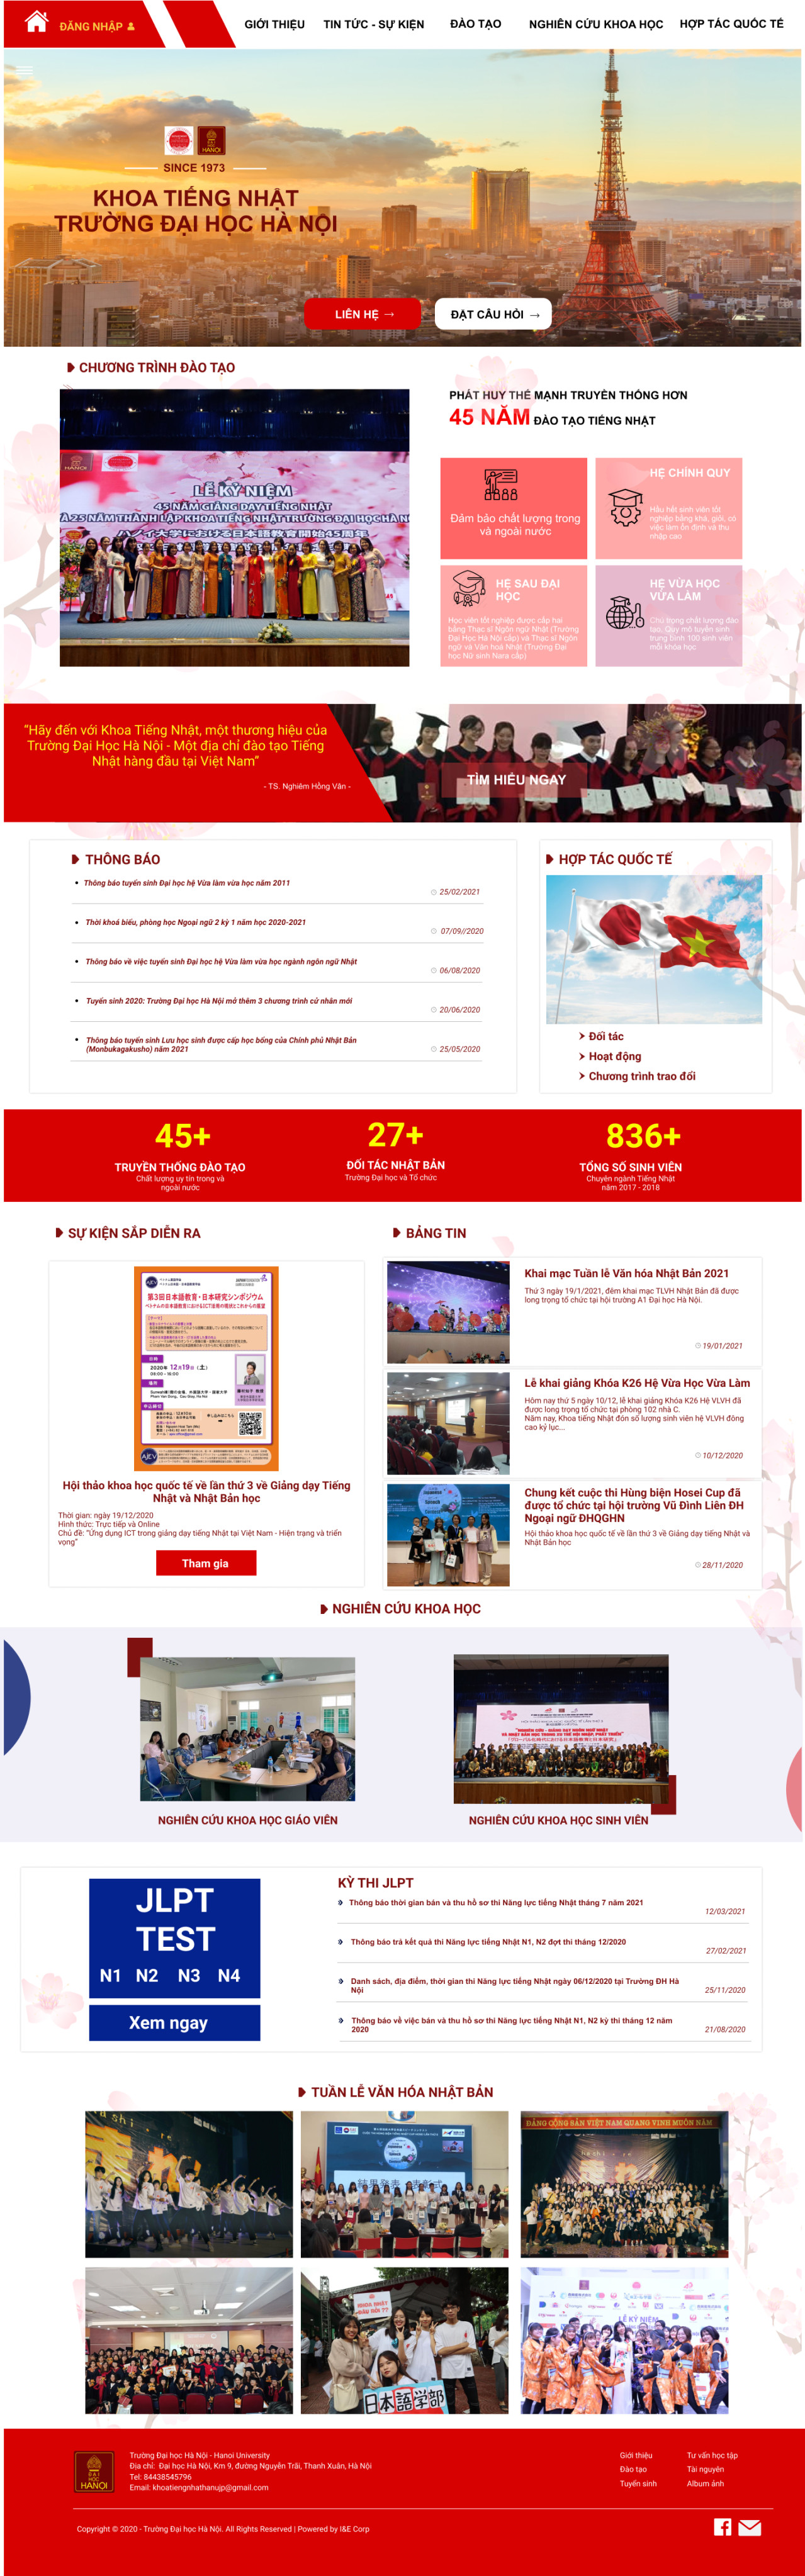 ĐĂNG NHẬP
GIỚI THIỆU
TIN TỨC - SỰ KIỆN
ĐÀO TẠO
NGHIÊN CỨU KHOA HỌC
HỢP TÁC QUỐC TẾ
HANOI
SINCE 1973
KHOA TIẾNG NHẬT
TRƯỜNG ĐẠI HỌC HÀ NỘI
LIÊN HỆ →
ĐẶT CÂU HỎI →
CHƯƠNG TRÌNH ĐÀO TẠO
LỄ KỶ NIỆM
45 NĂM GIẢNG DẠY TIẾNG NHẬT
À 25 NĂM THÀNH LẬP KHOA TIẾNG NHẬT TRƯỜNG ĐẠI HỌC HÀ N
ハノイ大学における日本語教育開始45周年
PHÁT HUY THẾ MẠNH TRUYỀN THỐNG HƠN
45 NĂM ĐÀO TẠO TIẾNG NHẬT
Đảm bảo chất lượng trong
và ngoài nước
HỆ CHÍNH QUY
Hầu hết sinh viên tốt
nghiệp bằng khá, giỏi, có
việc làm ổn định và thu
nhập cao
HỆ SAU ĐẠI
HỌC
Học viên tốt nghiệp được cấp hai
bằng Thạc sĩ Ngôn ngữ Nhật (Trường
Đại Học Hà Nội cấp) và Thạc sĩ Ngôn
ngữ và Văn hoá Nhật (Trường Đại
học Nữ sinh Nara cấp)
HỆ VỪA HỌC
VỪA LÀM
Chú trọng chất lượng đào
tạo. Quy mô tuyển sinh
trung bình 100 sinh viên
mỗi khóa học
“Hãy đến với Khoa Tiếng Nhật, một thương hiệu của
Trường Đại Học Hà Nội - Một địa chỉ đào tạo Tiếng
Nhật hàng đầu tại Việt Nam”
- TS. Nghiêm Hồng Vân -
TÌM HIỂU NGAY
THÔNG BÁO
Thông báo tuyển sinh Đại học hệ Vừa làm vừa học năm 2011
25/02/2021
Thời khoá biểu, phòng học Ngoại ngữ 2 kỳ 1 năm học 2020-2021
07/09//2020
Thông báo về việc tuyển sinh Đại học hệ Vừa làm vừa học ngành ngôn ngữ Nhật
06/08/2020
Tuyển sinh 2020: Trường Đại học Hà Nội mở thêm 3 chương trình cử nhân mới
20/06/2020
Thông báo tuyển sinh Lưu học sinh được cấp học bổng của Chính phủ Nhật Bản
(Monbukagakusho) năm 2021
25/05/2020
HỢP TÁC QUỐC TẾ
Đối tác
Hoạt động
Chương trình trao đổi
45+
TRUYỀN THỐNG ĐÀO TẠO
Chất lượng uy tín trong và
ngoài nước
27+
ĐỐI TÁC NHẬT BẢN
Trường Đại học và Tổ chức
836+
TỔNG SỐ SINH VIÊN
Chuyên ngành Tiếng Nhật
năm 2017 - 2018
SỰ KIỆN SẮP DIỄN RA
第3回日本語教育・日本研究シンポジウム
2020年 12月19日（土）
Hội thảo khoa học quốc tế về lần thứ 3 về Giảng dạy Tiếng
Nhật và Nhật Bản học
Thời gian: ngày 19/12/2020
Hình thức: Trực tiếp và Online
Chủ đề: "Ứng dụng ICT trong giảng dạy tiếng Nhật tại Việt Nam - Hiện trạng và triển
vọng"
Tham gia
BẢNG TIN
Khai mạc Tuần lễ Văn hóa Nhật Bản 2021
Thứ 3 ngày 19/1/2021, đêm khai mạc TLVH Nhật Bản đã được
long trọng tổ chức tại hội trường A1 Đại học Hà Nội.
19/01/2021
Lễ khai giảng Khóa K26 Hệ Vừa Học Vừa Làm
Hôm nay thứ 5 ngày 10/12, lễ khai giảng Khóa K26 Hệ VLVH đã
được long trọng tổ chức tại phòng 102 nhà C.
Năm nay, Khoa tiếng Nhật đón số lượng sinh viên hệ VLVH đông
cao kỷ lục...
10/12/2020
Chung kết cuộc thi Hùng biện Hosei Cup đã
được tổ chức tại hội trường Vũ Đình Liên ĐH
Ngoại ngữ ĐHQGHN
Hội thảo khoa học quốc tế về lần thứ 3 về Giảng dạy tiếng Nhật và
Nhật Bản học
28/11/2020
NGHIÊN CỨU KHOA HỌC
NGHIÊN CỨU KHOA HỌC GIÁO VIÊN
NGHIÊN CỨU KHOA HỌC SINH VIÊN
JLPT
TEST
N1 N2 N3 N4
Xem ngay
KỲ THI JLPT
Thông báo thời gian bán và thu hồ sơ thi Năng lực tiếng Nhật tháng 7 năm 2021
12/03/2021
Thông báo trả kết quả thi Năng lực tiếng Nhật N1, N2 đợt thi tháng 12/2020
27/02/2021
Danh sách, địa điểm, thời gian thi Năng lực tiếng Nhật ngày 06/12/2020 tại Trường ĐH Hà
Nội
25/11/2020
Thông báo về việc bán và thu hồ sơ thi Năng lực tiếng Nhật N1, N2 kỳ thi tháng 12 năm
2020
21/08/2020
TUẦN LỄ VĂN HÓA NHẬT BẢN
ĐẢNG CỘNG SẢN VIỆT NAM QUANG VINH MUÔN NĂM
日本語学部
LỄ KỶ NIỆM
ĐẠI
HỌC
HANOI
Trường Đại học Hà Nội - Hanoi University
Địa chỉ: Đại học Hà Nội, Km 9, đường Nguyễn Trãi, Thanh Xuân, Hà Nội
Tel: 84438545796
Email: khoatiengnhathanujp@gmail.com
Giới thiệu
Đào tạo
Tuyển sinh
Tư vấn học tập
Tài nguyên
Album ảnh
Copyright © 2020 - Trường Đại học Hà Nội. All Rights Reserved | Powered by I&E Corp